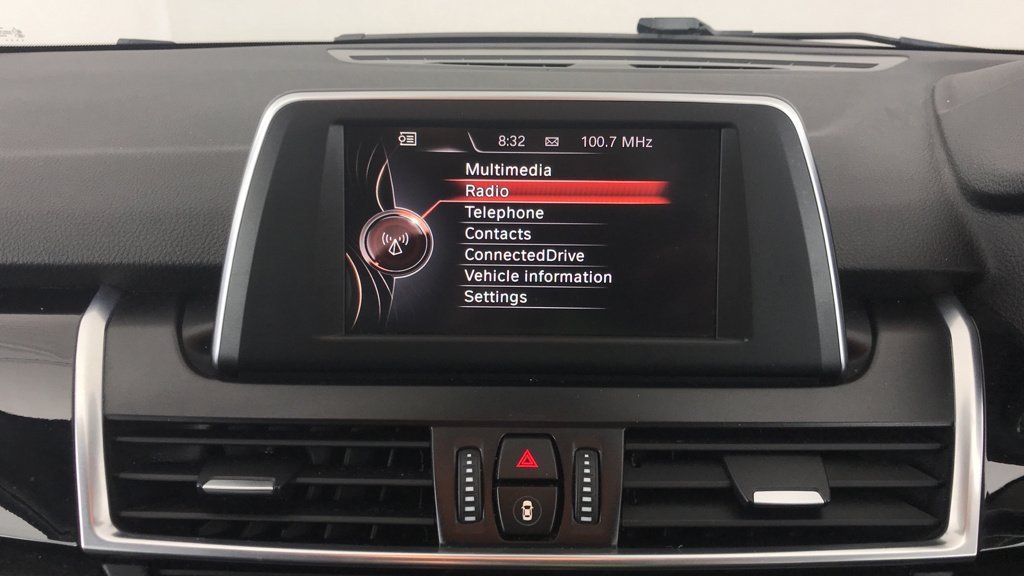 8:32 100.7 MHz
Multimedia
Radio
Telephone
Contacts
ConnectedDrive
Vehicle information
Settings